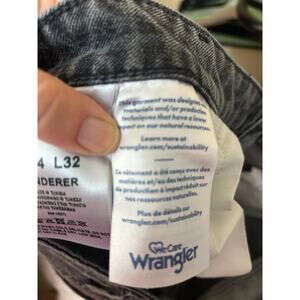 This garment was designed
materials and/or production
techniques that have a lower
impact on our natural resources.
Learn more at
wrangler.com/sustainability
Ce vêtement a été conçu avec des
matières et/ou des techniques
de production à impact réduit sur
nos ressources naturelles.
Plus de détails sur
wrangler.com/sustainability
We Care
Wrangler
4 L32
NDERER